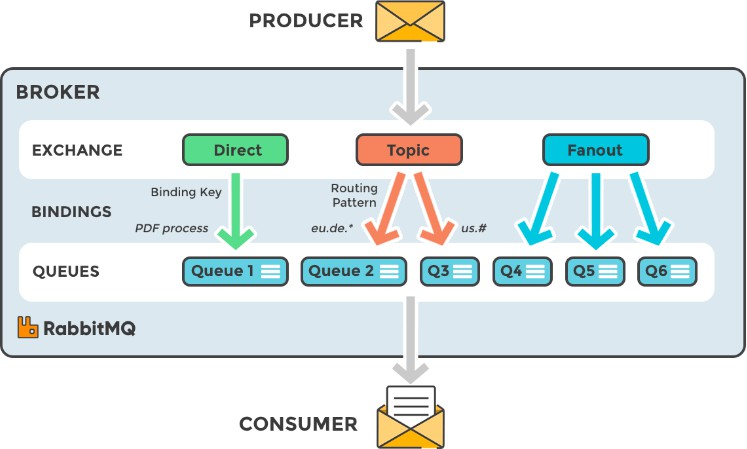 PRODUCER
BROKER
EXCHANGE
Direct
Topic
Fanout
Binding Key
Routing
Pattern
BINDINGS
PDF process
eu.de.*
us.#
QUEUES
Queue 1
Queue 2
Q3
Q4
Q5
Q6
RabbitMQ
CONSUMER